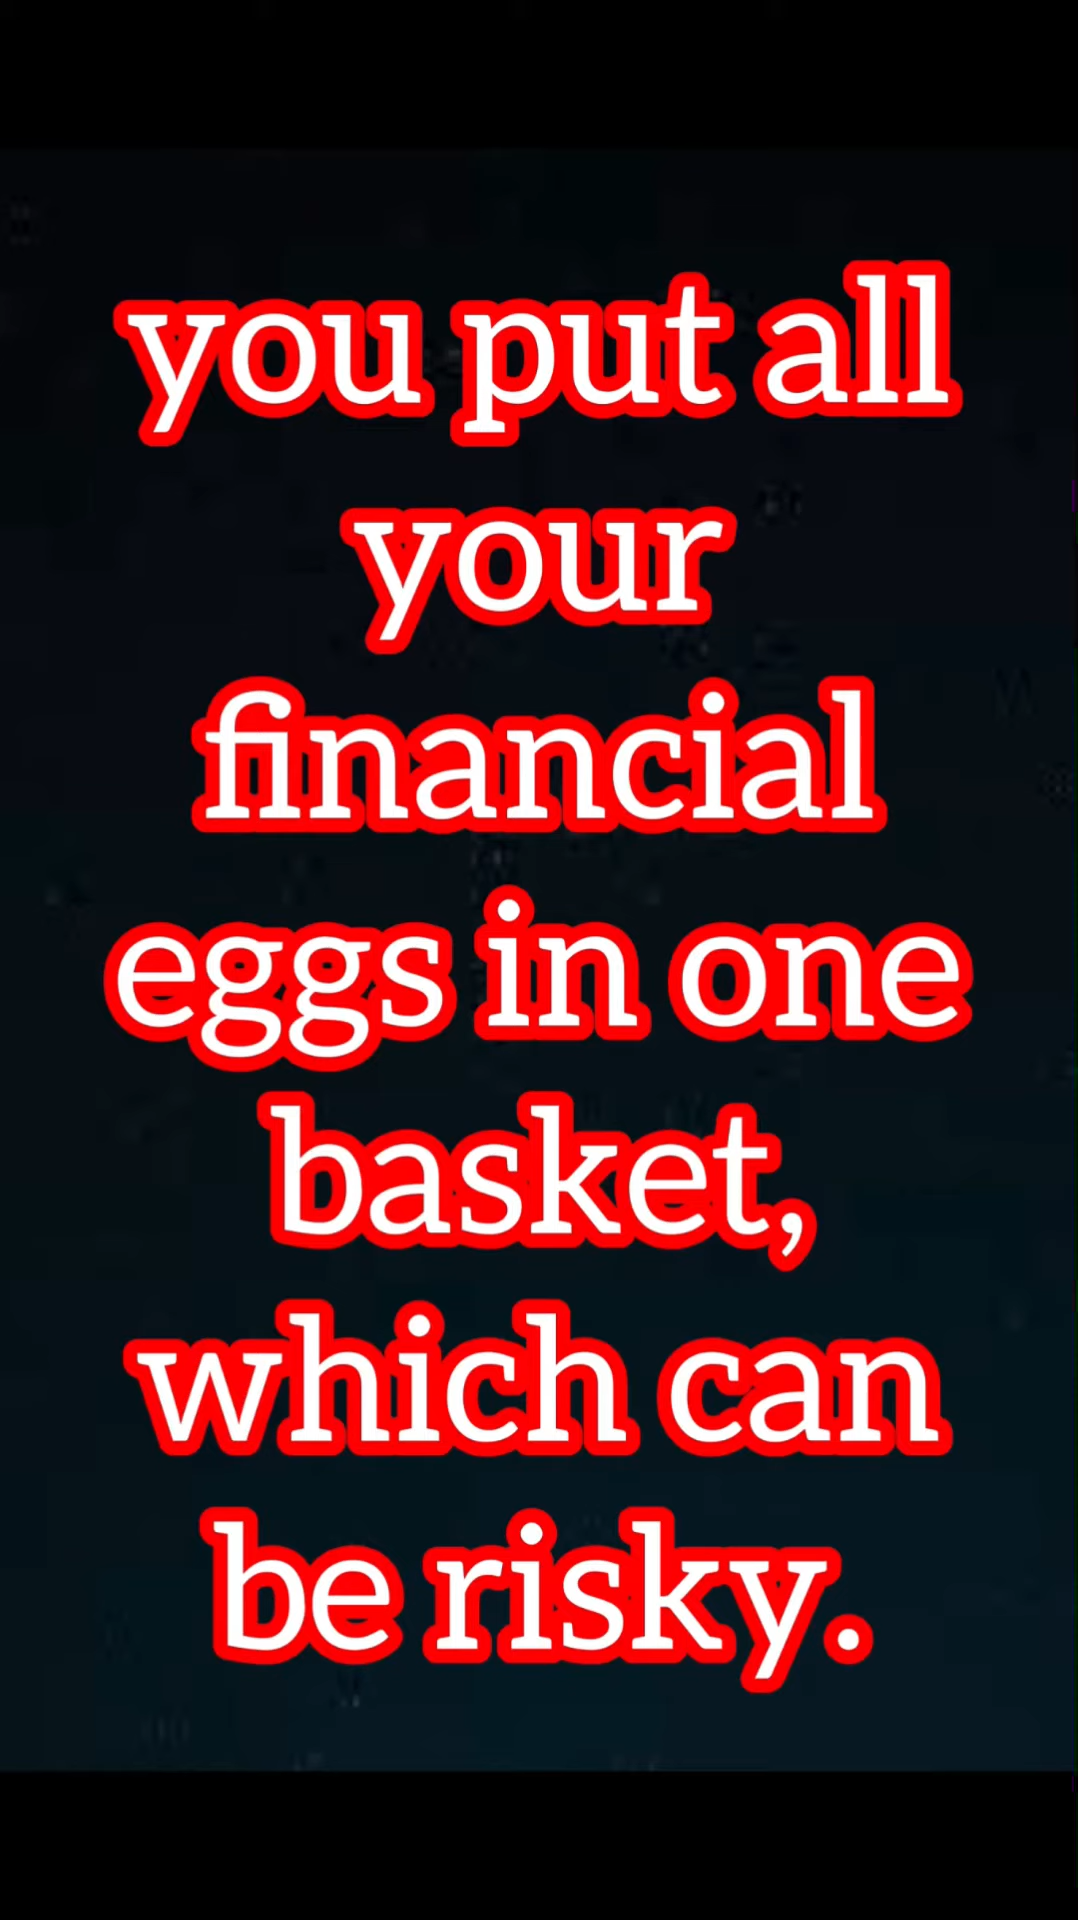 you put all
your
financial
eggs in one
basket,
which can
be risky.